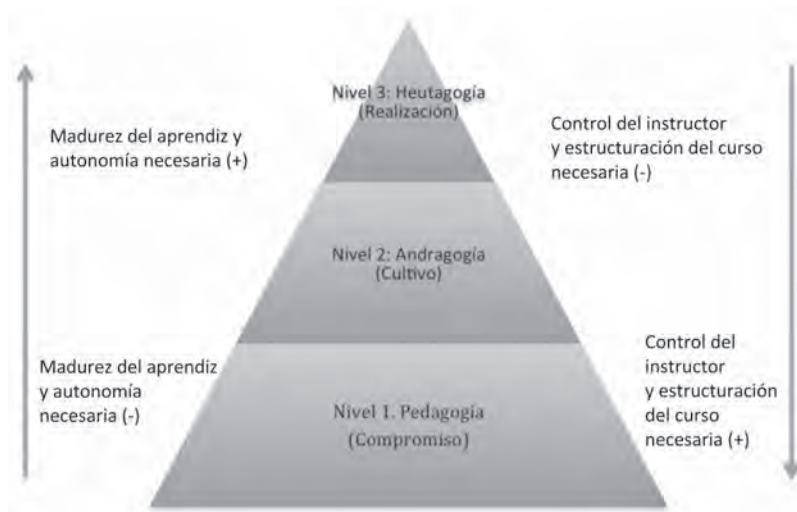 Nivel 3: Heutagogía
(Realización)
Madurez del aprendiz y
autonomía necesaria (+)
Control del instructor
y estructuración del curso
necesaria (-)
Nivel 2: Andragogía
(Cultivo)
Madurez del aprendiz
y autonomía
necesaria (-)
Nivel 1. Pedagogía
(Compromiso)
Control del
instructor
y estructuración
del curso
necesaria (+)